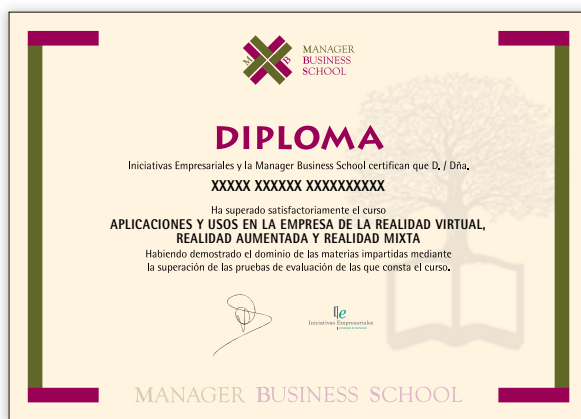 M B S
MANAGER
BUSINESS
SCHOOL
DIPLOMA
Iniciativas Empresariales y la Manager Business School certifican que D. / Dña.
XXXXX XXXXXX XXXXXXXXXX
Ha superado satisfactoriamente el curso
APLICACIONES Y USOS EN LA EMPRESA DE LA REALIDAD VIRTUAL,
REALIDAD AUMENTADA Y REALIDAD MIXTA
Habiendo demostrado el dominio de las materias impartidas mediante
la superación de las pruebas de evaluación de las que consta el curso.
Iniciativas Empresariales
MANAGER BUSINESS SCHOOL